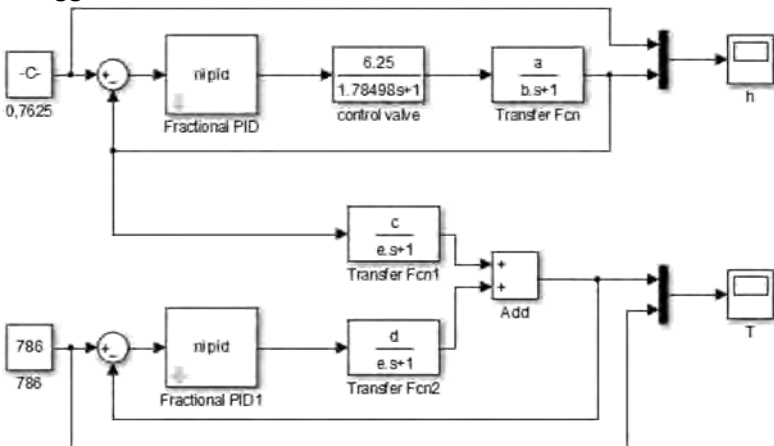 -C-
0,7625
+
-
nipid
Fractional PID
6.25
1.78498s+1
control valve
a
b.s+1
Transfer Fcn
h
c
e.s+1
Transfer Fcn1
+
+
Add
T
786
786
+
-
nipid
Fractional PID1
d
e.s+1
Transfer Fcn2